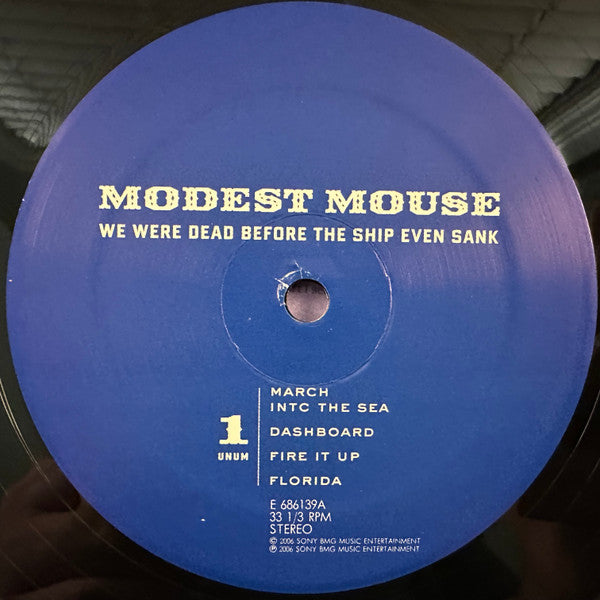 MODEST MOUSE
WE WERE DEAD BEFORE THE SHIP EVEN SANK
1
UNUM
MARCH
INTC THE SEA
DASHBOARD
FIRE IT UP
FLORIDA
E 686139A
33 1/3 RPM
STEREO
© 2006 SONY BMG MUSIC ENTERTAINMENT
℗ 2006 SONY BMG MUSIC ENTERTAINMENT